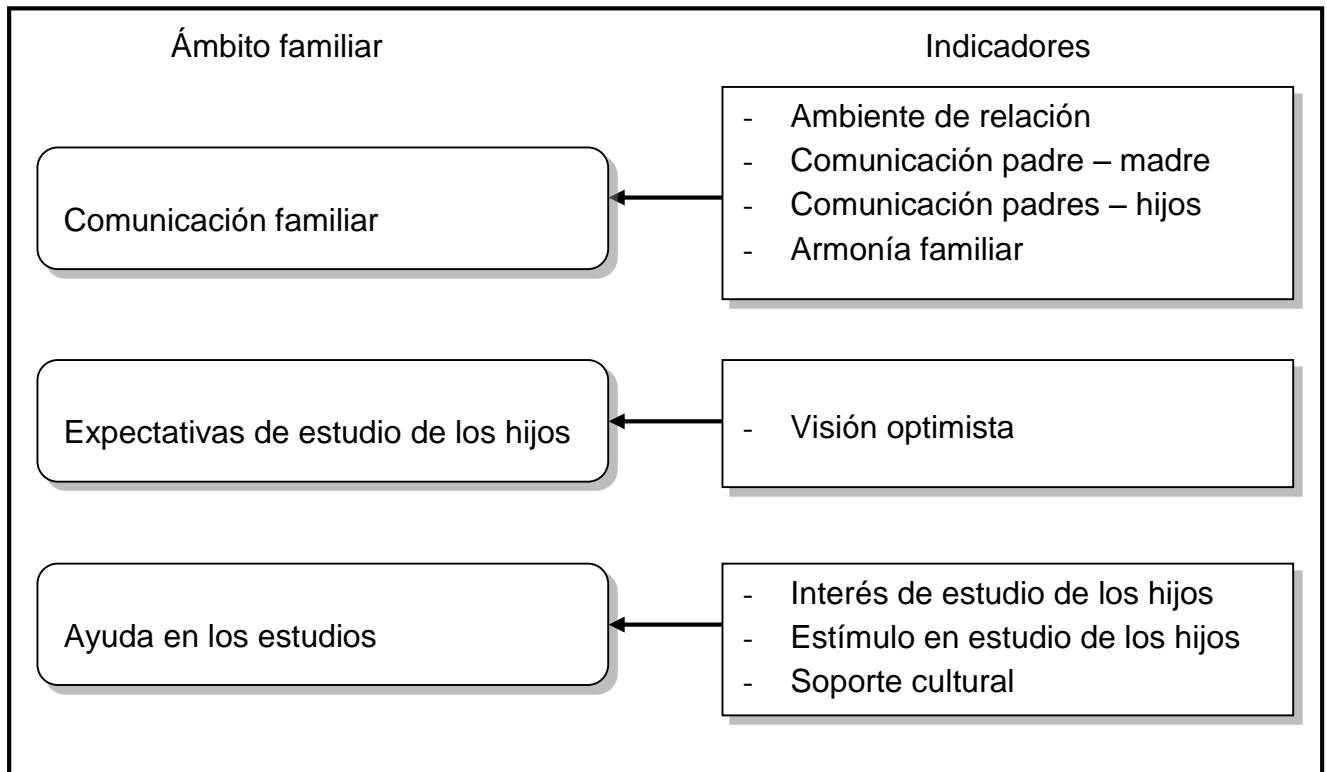 Ámbito familiar
Indicadores
Comunicación familiar
- Ambiente de relación
- Comunicación padre – madre
- Comunicación padres – hijos
- Armonía familiar
Expectativas de estudio de los hijos
- Visión optimista
Ayuda en los estudios
- Interés de estudio de los hijos
- Estímulo en estudio de los hijos
- Soporte cultural